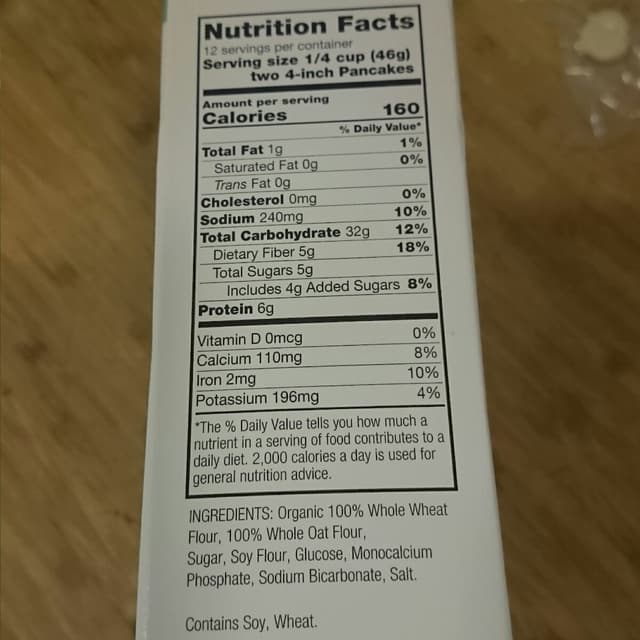 Nutrition Facts
12 servings per container
Serving size 1/4 cup (46g)
two 4-inch Pancakes
Amount per serving
Calories 160
% Daily Value*
Total Fat 1g 1%
Saturated Fat 0g 0%
Trans Fat 0g
Cholesterol 0mg 0%
Sodium 240mg 10%
Total Carbohydrate 32g 12%
Dietary Fiber 5g 18%
Total Sugars 5g
Includes 4g Added Sugars 8%
Protein 6g
Vitamin D 0mcg 0%
Calcium 110mg 8%
Iron 2mg 10%
Potassium 196mg 4%
*The % Daily Value tells you how much a
nutrient in a serving of food contributes to a
daily diet. 2,000 calories a day is used for
general nutrition advice.
INGREDIENTS: Organic 100% Whole Wheat
Flour, 100% Whole Oat Flour,
Sugar, Soy Flour, Glucose, Monocalcium
Phosphate, Sodium Bicarbonate, Salt.
Contains Soy, Wheat.